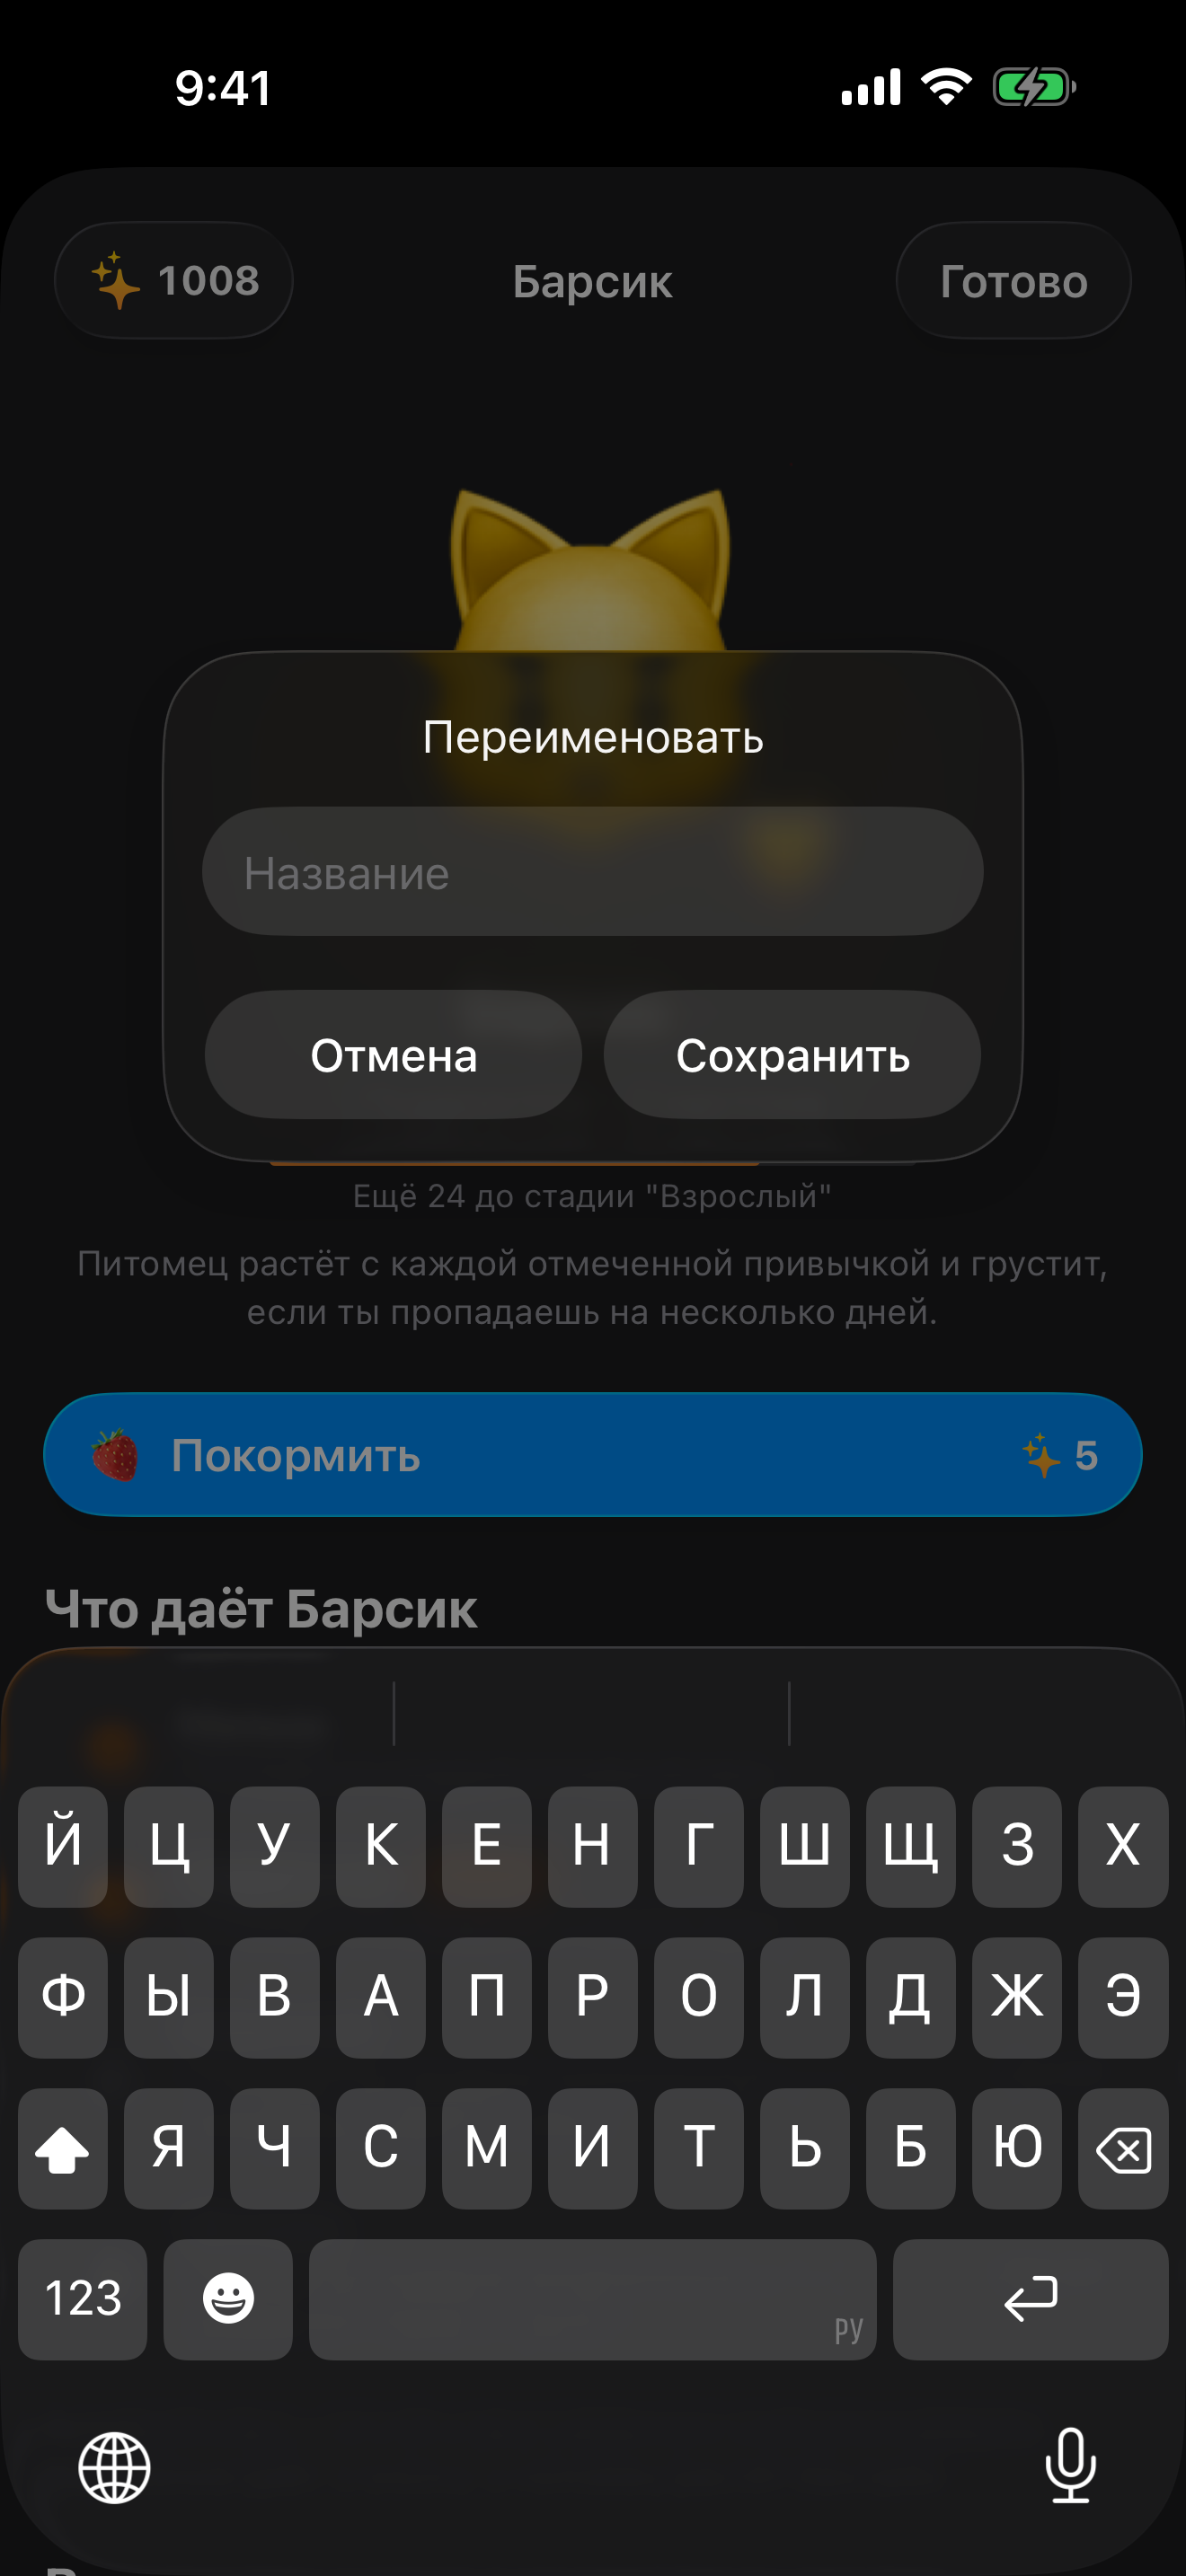 9:41
1008
Барсик
Готово
Переименовать
Название
Отмена
Сохранить
Ещё 24 до стадии "Взрослый"
Питомец растёт с каждой отмеченной привычкой и грустит,
если ты пропадаешь на несколько дней.
Покормить
5
Что даёт Барсик
Й Ц У К Е Н Г Ш Щ З Х
Ф Ы В А П Р О Л Д Ж Э
Я Ч С М И Т Ь Б Ю
123
РУ